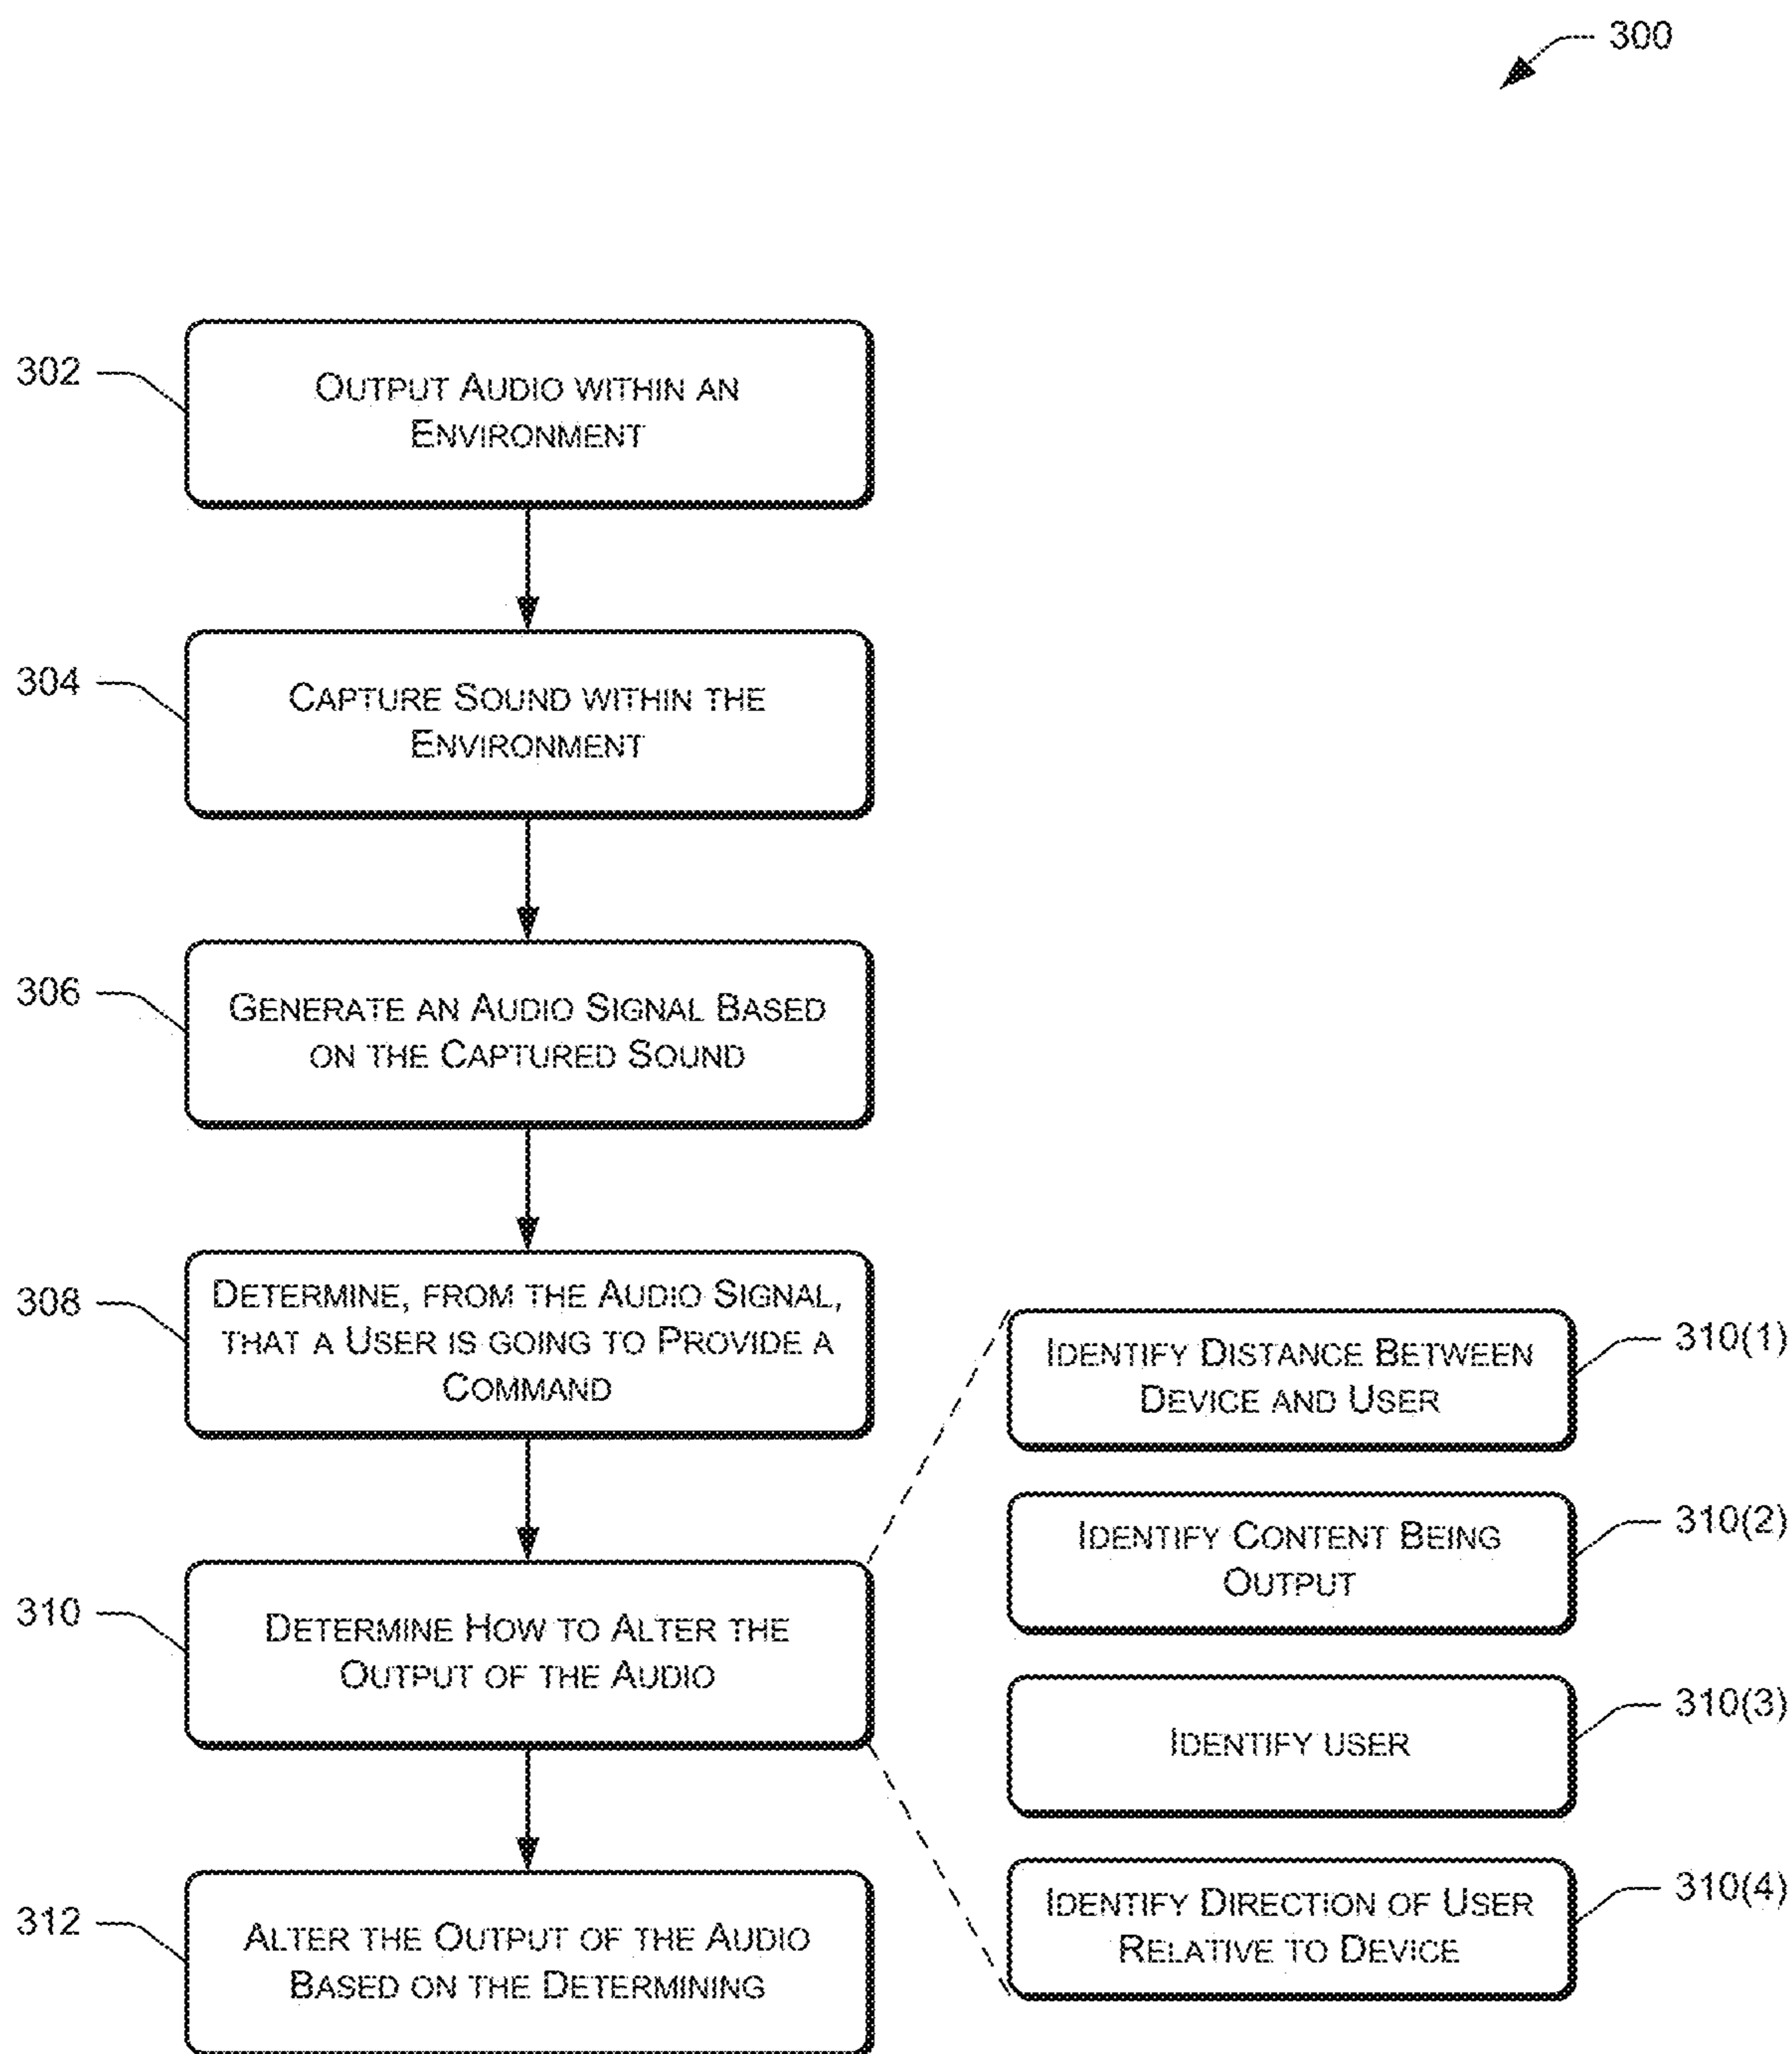 300
302
OUTPUT AUDIO WITHIN AN
ENVIRONMENT
304
CAPTURE SOUND WITHIN THE
ENVIRONMENT
306
GENERATE AN AUDIO SIGNAL BASED
ON THE CAPTURED SOUND
308
DETERMINE, FROM THE AUDIO SIGNAL,
THAT A USER IS GOING TO PROVIDE A
COMMAND
310
DETERMINE HOW TO ALTER THE
OUTPUT OF THE AUDIO
312
ALTER THE OUTPUT OF THE AUDIO
BASED ON THE DETERMINING
IDENTIFY DISTANCE BETWEEN
DEVICE AND USER
310(1)
IDENTIFY CONTENT BEING
OUTPUT
310(2)
IDENTIFY USER
310(3)
IDENTIFY DIRECTION OF USER
RELATIVE TO DEVICE
310(4)